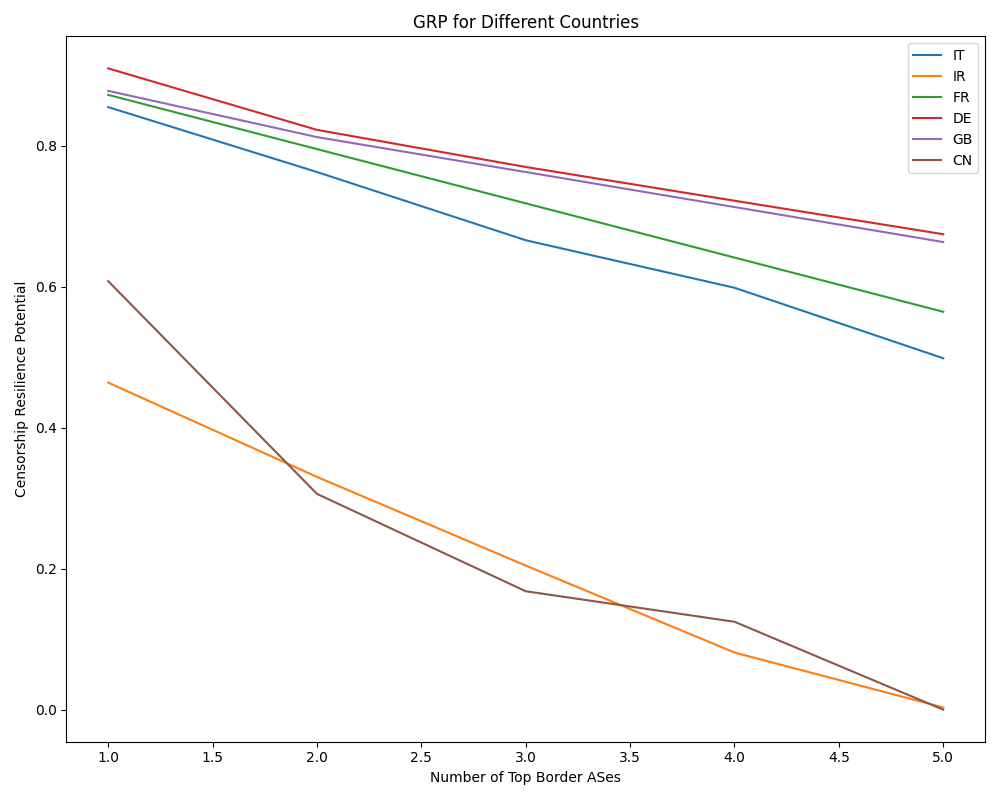 GRP for Different Countries
IT
IR
FR
DE
GB
CN
Censorship Resilience Potential
0.8
0.6
0.4
0.2
0.0
1.0 1.5 2.0 2.5 3.0 3.5 4.0 4.5 5.0
Number of Top Border ASes